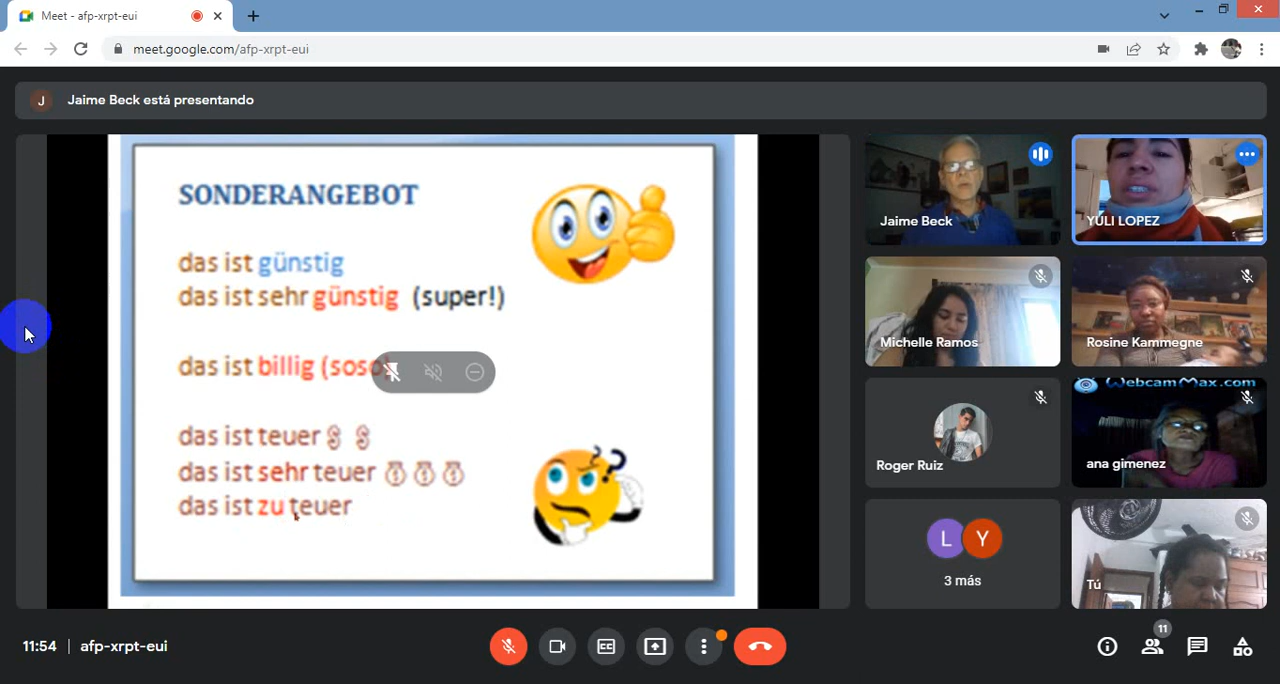 Meet - afp-xrpt-eui
meet.google.com/afp-xrpt-eui
J
Jaime Beck está presentando
SONDERANGEBOT
das ist günstig
das ist sehr günstig (super!)
das ist billig (soso)
das ist teuer
das ist sehr teuer
das ist zu teuer
Jaime Beck
YULI LOPEZ
Michelle Ramos
Rosine Kammegne
Roger Ruiz
WebcamMax.com
ana gimenez
L
Y
3 más
Tú
11:54 | afp-xrpt-eui
CC
11